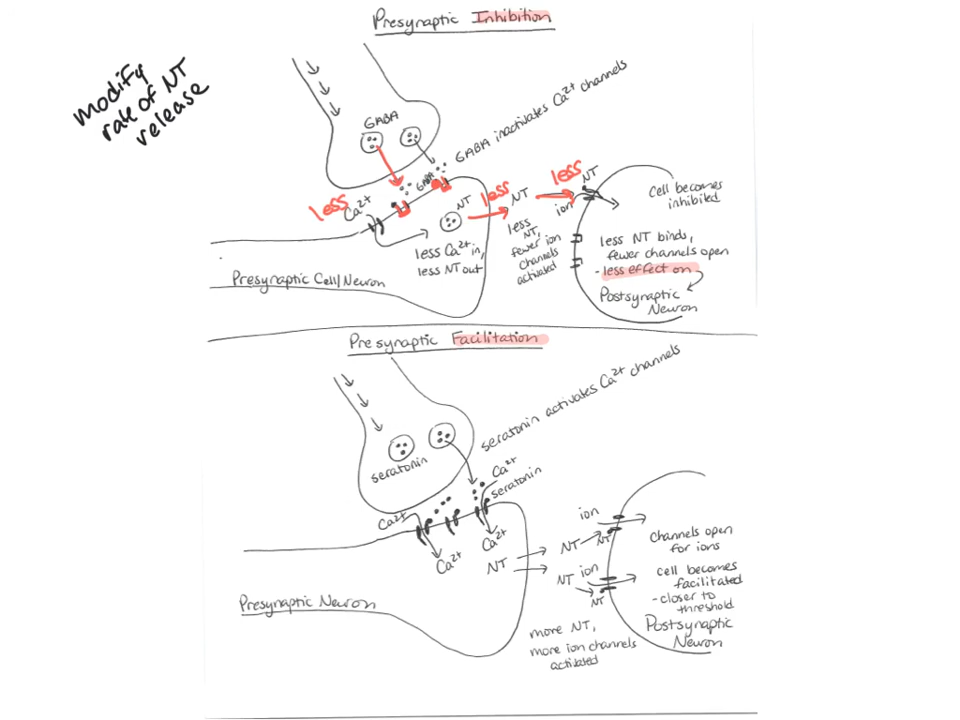 Presynaptic Inhibition
modify
rate of NT
release
GABA
GABA inactivates Ca2+ channels
GABA
less
Ca2+
NT
less
NT
less
NT
ion
less Ca2+ in,
less NT out
less
NT,
fewer ion
channels
activated
cell becomes
inhibited
less NT binds,
fewer channels open
- less effect on
Postsynaptic
Neuron
Presynaptic Cell/Neuron
Presynaptic Facilitation
seratonin activates Ca2+ channels
seratonin
Ca2+
seratonin
Ca2+
Ca2+
Ca2+
NT
NT
ion
NT
NT
ion
NT
channels open
for ions
cell becomes
facilitated
- closer to
threshold
Postsynaptic
Neuron
Presynaptic Neuron
more NT,
more ion channels
activated